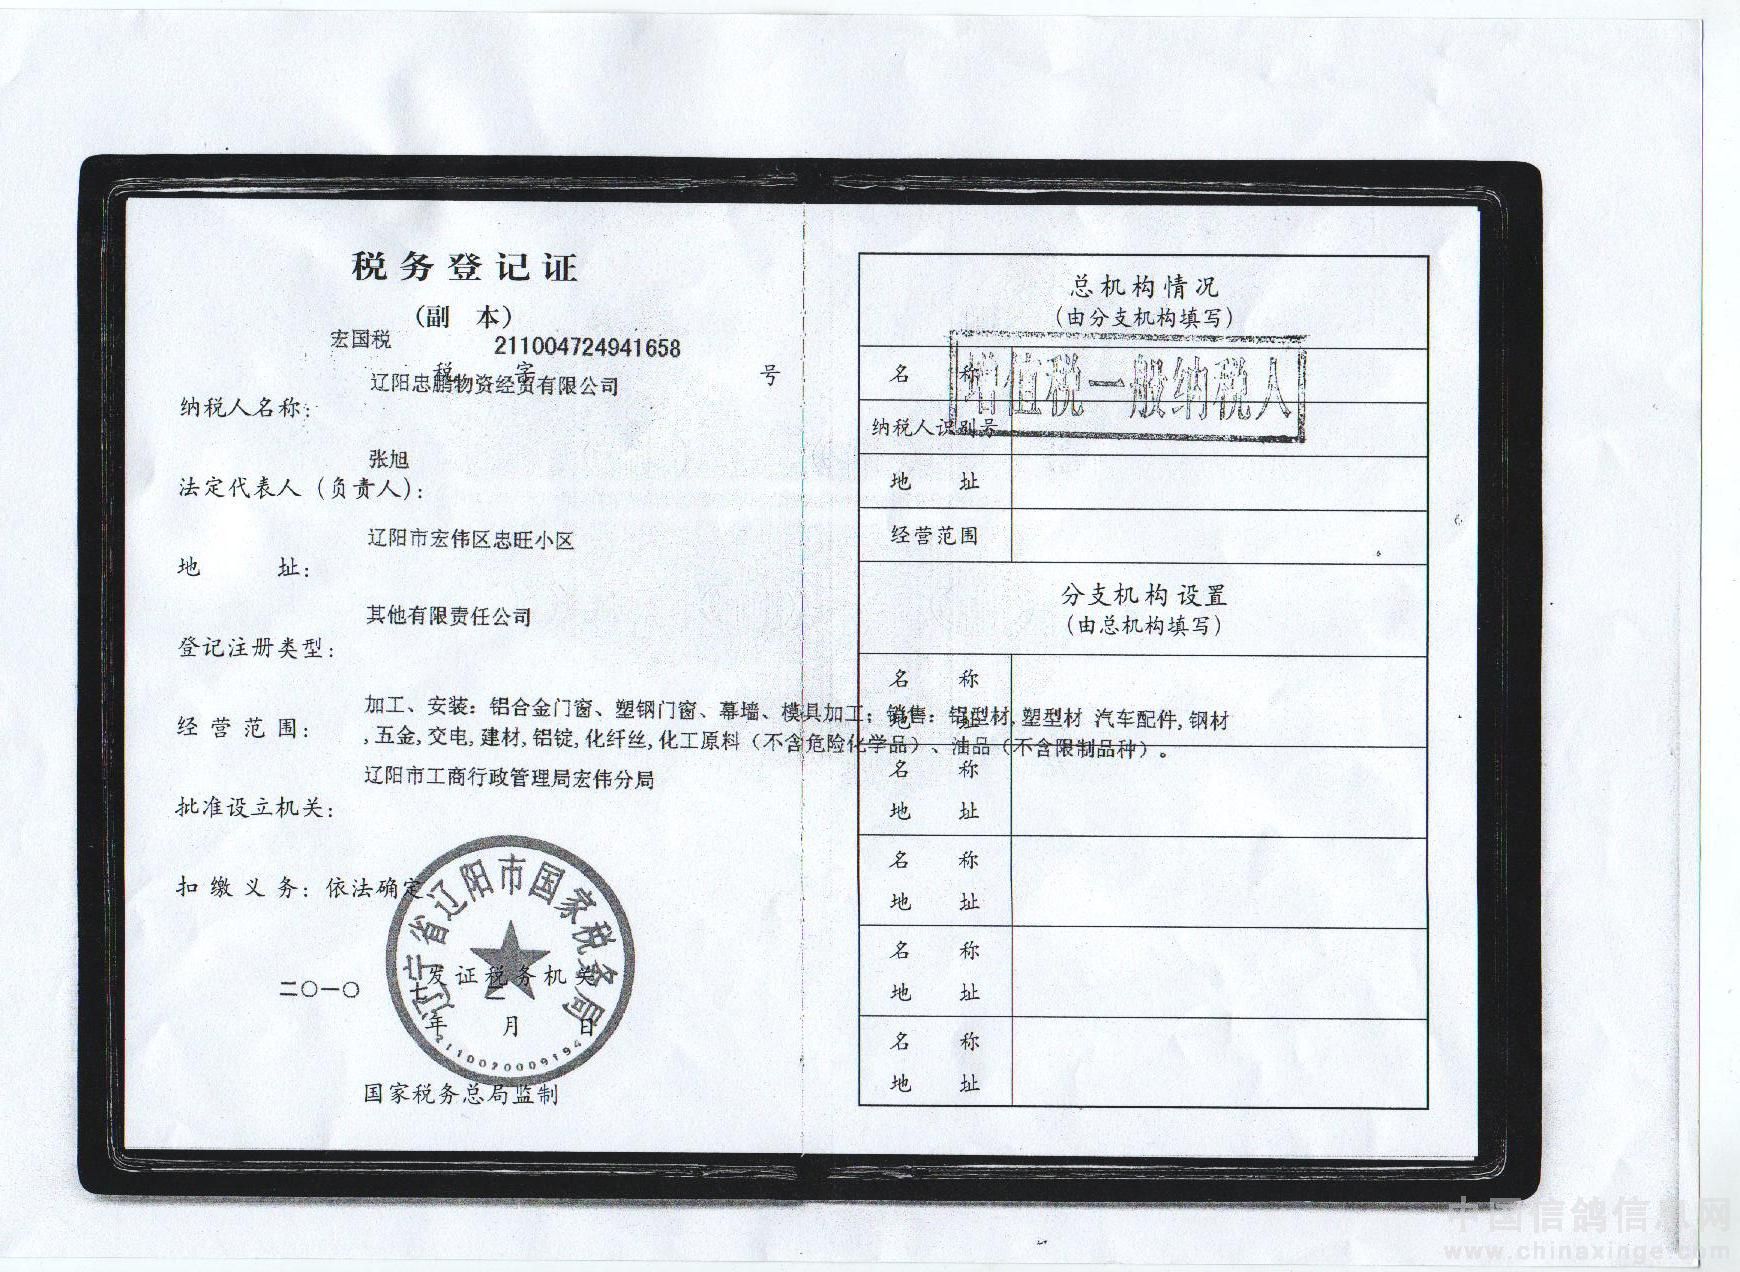 税务登记证
(副 本)
宏国税
211004724941658
税 字 号
辽阳忠鹏物资经贸有限公司
纳税人名称:
张旭
法定代表人(负责人):
辽阳市宏伟区忠旺小区
地 址:
其他有限责任公司
登记注册类型:
加工、安装:铝合金门窗、塑钢门窗、幕墙、模具加工;销售:铝型材,塑型材 汽车配件,钢材
经营范围:
,五金,交电,建材,铝锭,化纤丝,化工原料(不含危险化学品)、油品(不含限制品种)。
辽阳市工商行政管理局宏伟分局
批准设立机关:
扣缴义务:依法确定
辽宁省辽阳市国家税务局
发证税务机关
二〇一〇 七 二
年 月 日
2110020009194
国家税务总局监制
总机构情况
(由分支机构填写)
增值税一般纳税人
名 称
纳税人识别号
地 址
经营范围
分支机构设置
(由总机构填写)
名 称
地 址
名 称
地 址
名 称
地 址
名 称
地 址
名 称
地 址
中国信鸽信息网
www.chinaxinge.com